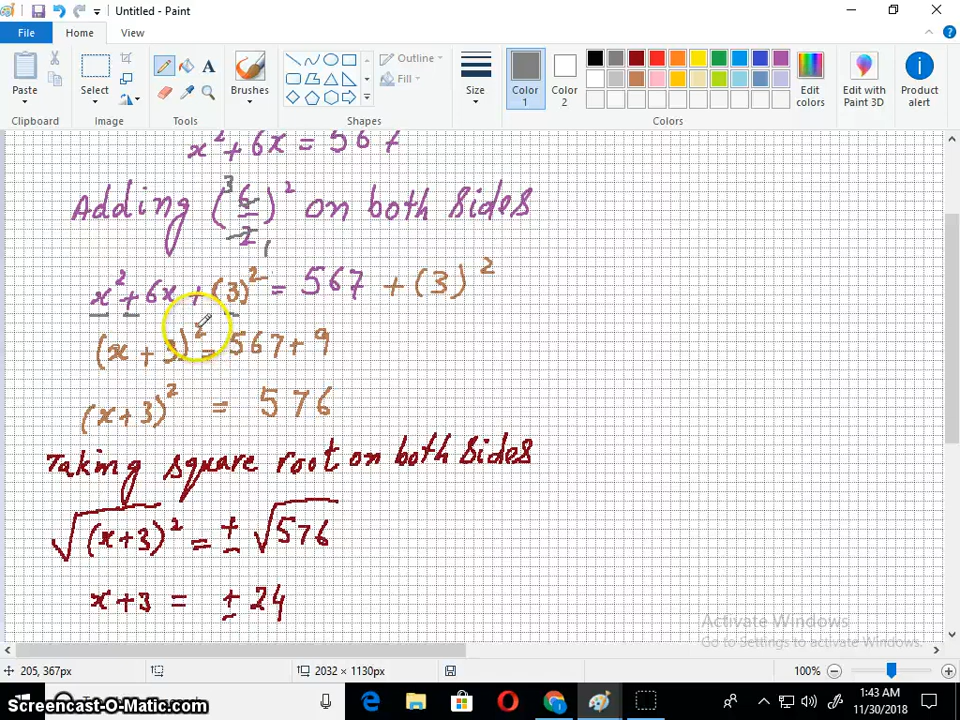 Untitled - Paint
File Home View
Paste Select Brushes Outline Fill Size Color 1 Color 2 Edit colors Edit with Paint 3D Product alert
Clipboard Image Tools Shapes Colors
x² + 6x = 567
Adding (6/2)² on both sides
3
1
x² + 6x + (3)² = 567 + (3)²
(x + 3)² = 567 + 9
(x+3)² = 576
Taking square root on both sides
√(x+3)² = ± √576
x+3 = ± 24
Activate Windows
Go to Settings to activate Windows.
205, 367px 2032 × 1130px 100%
Screencast-O-Matic.com
1:43 AM
11/30/2018